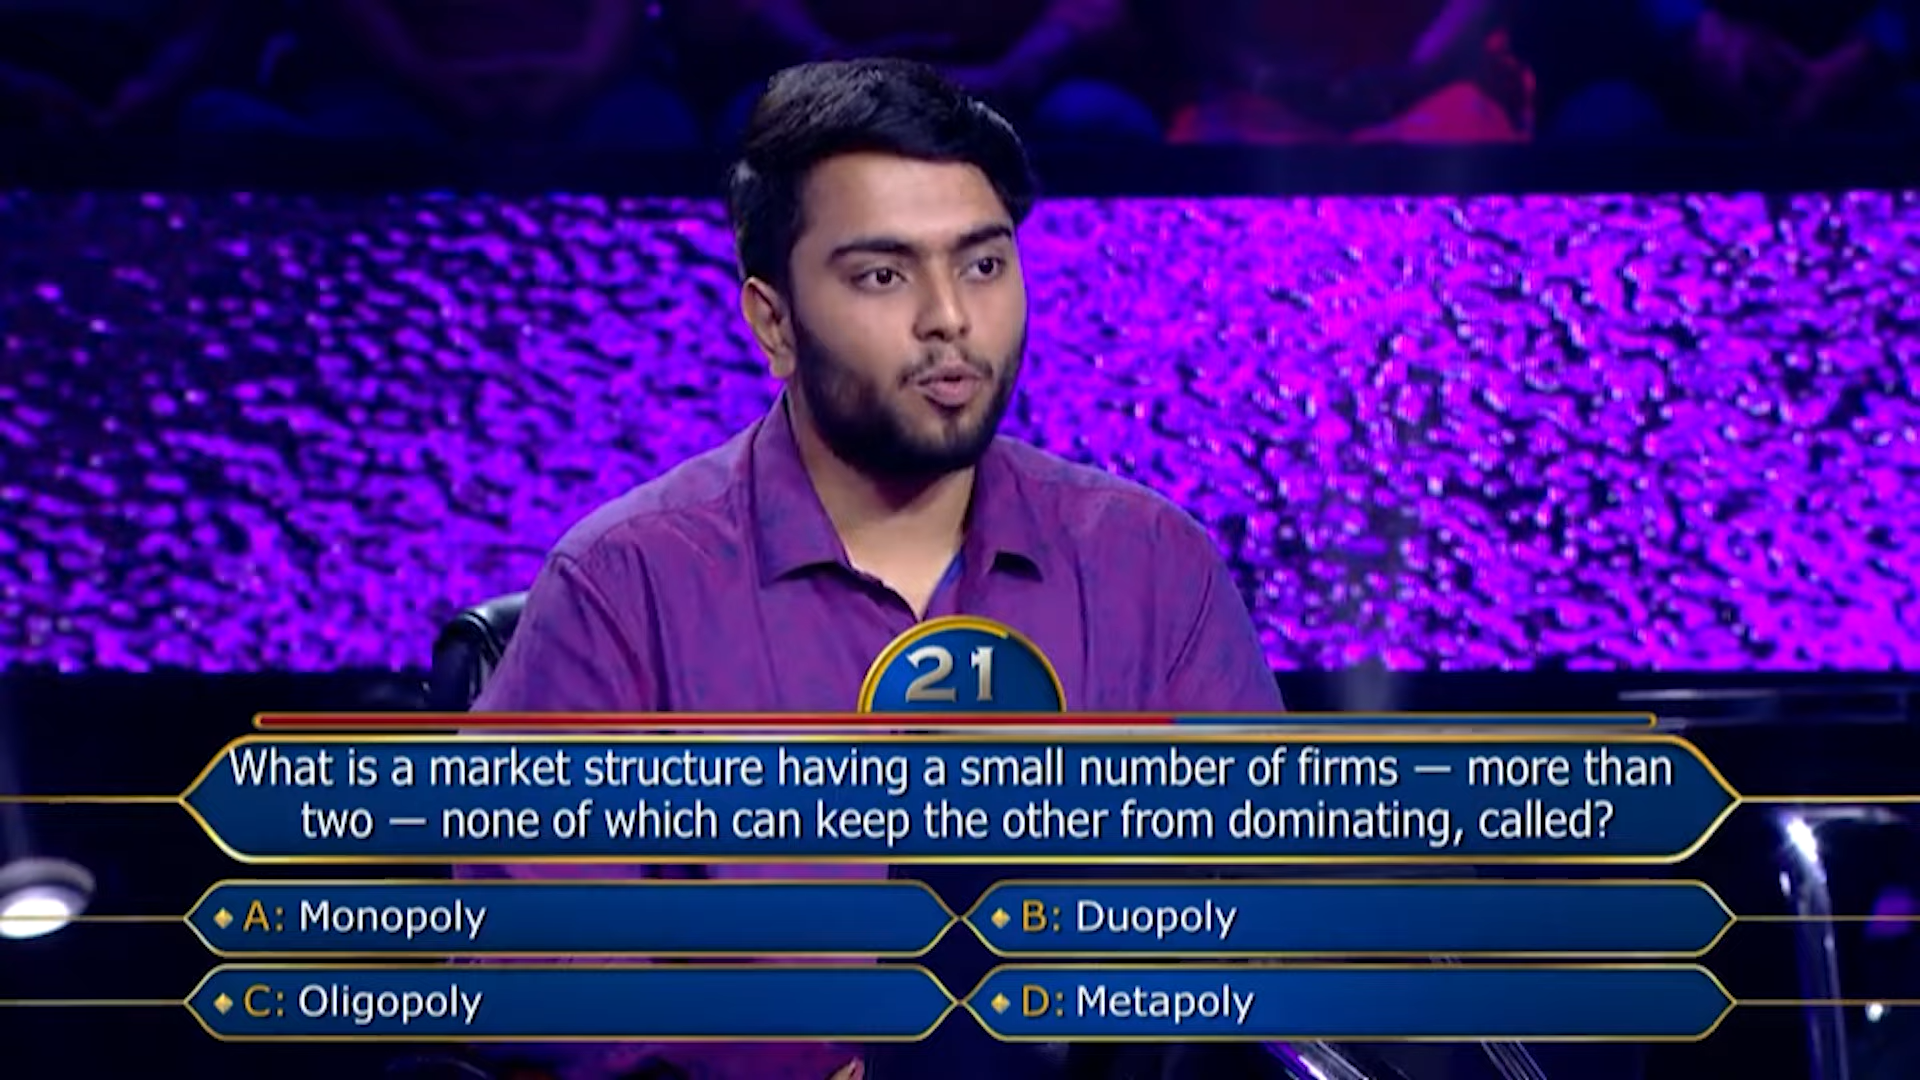 21
What is a market structure having a small number of firms — more than
two — none of which can keep the other from dominating, called?
A: Monopoly
B: Duopoly
C: Oligopoly
D: Metapoly